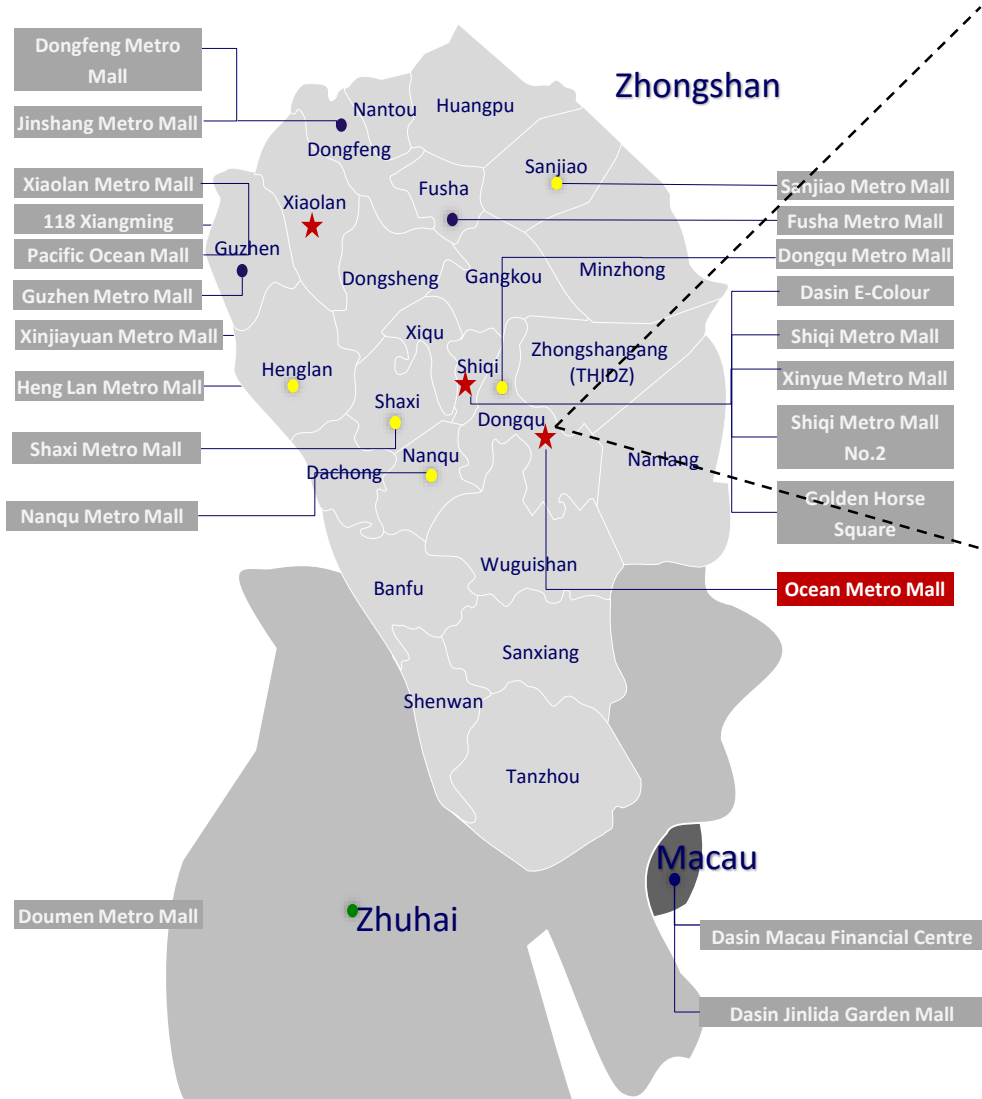 Zhongshan
Dongfeng Metro
Mall
Jinshang Metro Mall
Xiaolan Metro Mall
118 Xiangming
Pacific Ocean Mall
Guzhen Metro Mall
Xinjiayuan Metro Mall
Heng Lan Metro Mall
Shaxi Metro Mall
Nanqu Metro Mall
Doumen Metro Mall
Huangpu
Nantou
Dongfeng
Sanjiao
Fusha
Xiaolan
Guzhen
Dongsheng
Gangkou
Minzhong
Xiqu
Shiqi
Zhongshangang
(THIDZ)
Henglan
Shaxi
Dongqu
Nanqu
Dachong
Nanlang
Wuguishan
Banfu
Sanxiang
Shenwan
Tanzhou
Sanjiao Metro Mall
Fusha Metro Mall
Dongqu Metro Mall
Dasin E-Colour
Shiqi Metro Mall
Xinyue Metro Mall
Shiqi Metro Mall
No.2
Golden Horse
Square
Ocean Metro Mall
Macau
Zhuhai
Dasin Macau Financial Centre
Dasin Jinlida Garden Mall